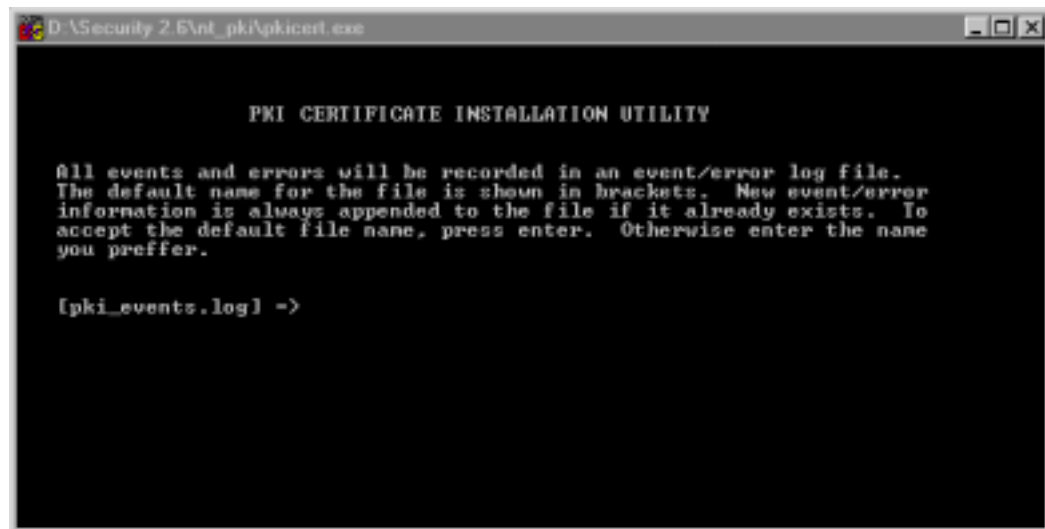 D:\Security 2.6\nt_pki\pkicert.exe
PKI CERTIFICATE INSTALLATION UTILITY
All events and errors will be recorded in an event/error log file.
The default name for the file is shown in brackets. New event/error
information is always appended to the file if it already exists. To
accept the default file name, press enter. Otherwise enter the name
you preffer.
[pki_events.log] =>